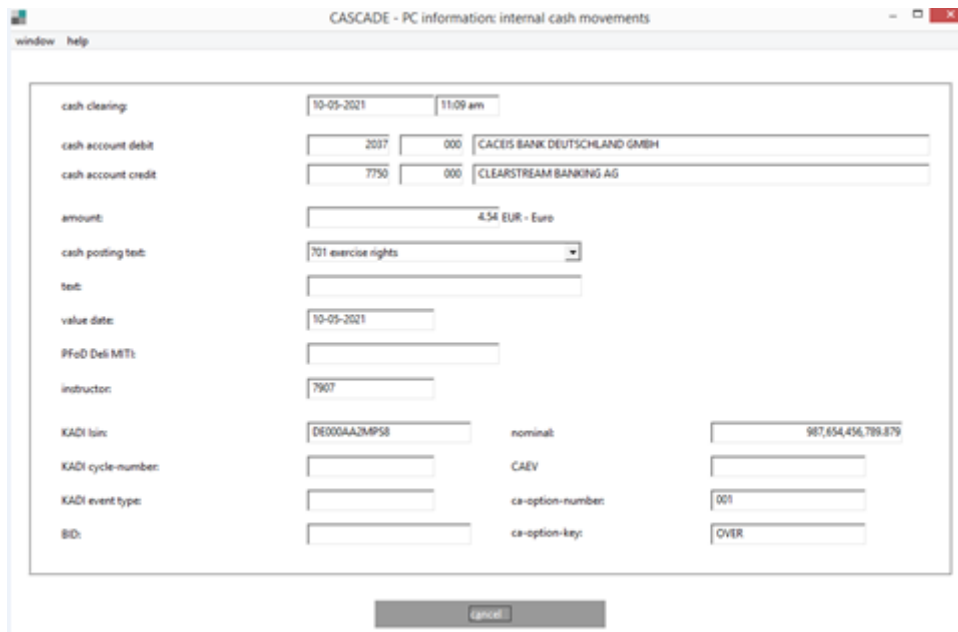 CASCADE - PC information: internal cash movements
window help
cash clearing: 10-05-2021 11:09 am
cash account debit 2037 000 CACEIS BANK DEUTSCHLAND GMBH
cash account credit 7750 000 CLEARSTREAM BANKING AG
amount: 4.54 EUR - Euro
cash posting text: 701 exercise rights
text:
value date: 10-05-2021
PFoD Deli MITI:
instructor: 7907
KADI Isin: DE000AA2MPS8 nominal: 987,654,456,789.879
KADI cycle-number: CAEV
KADI event type: ca-option-number: 001
BID: ca-option-key: OVER
cancel